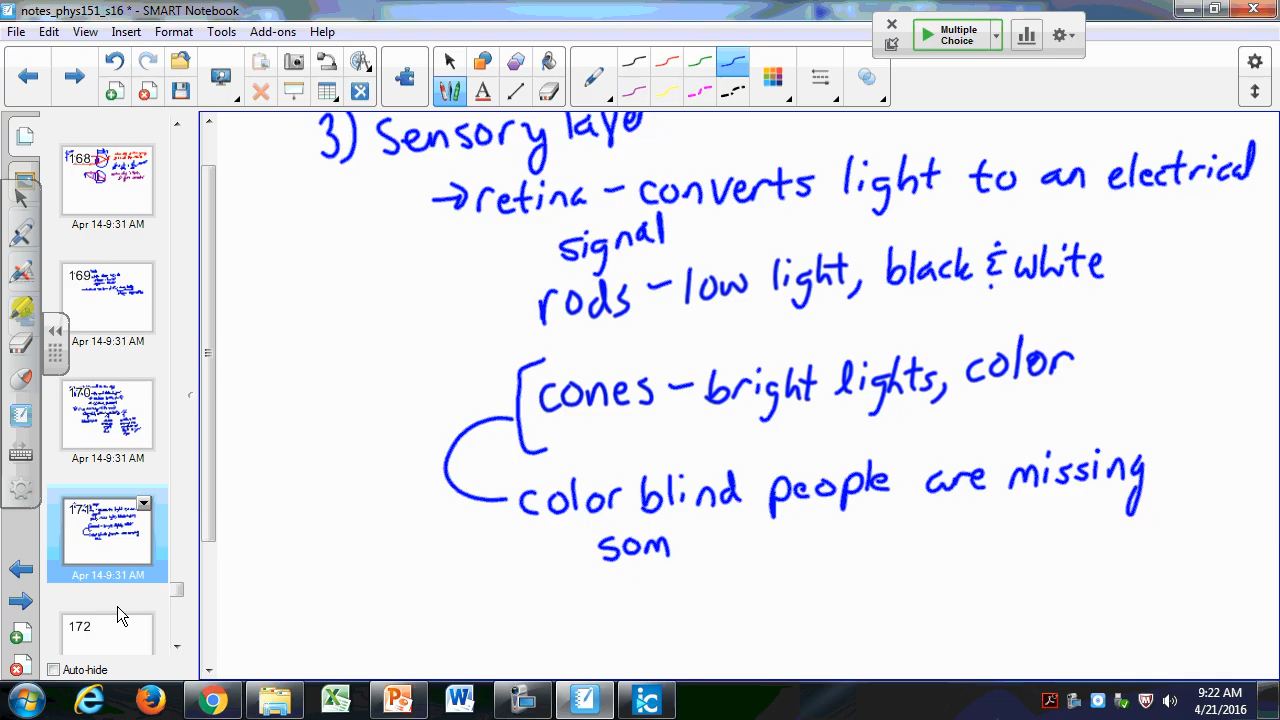 notes_phys151_s16 * - SMART Notebook
File Edit View Insert Format Tools Addons Help
Multiple Choice
168
Apr 14-9:31 AM
169
Apr 14-9:31 AM
170
Apr 14-9:31 AM
171
Apr 14-9:31 AM
172
Auto-hide
3) Sensory laye
→ retina - converts light to an electrical
signal
rods - low light, black & white
cones - bright lights, color
color blind people are missing
som
9:22 AM
4/21/2016